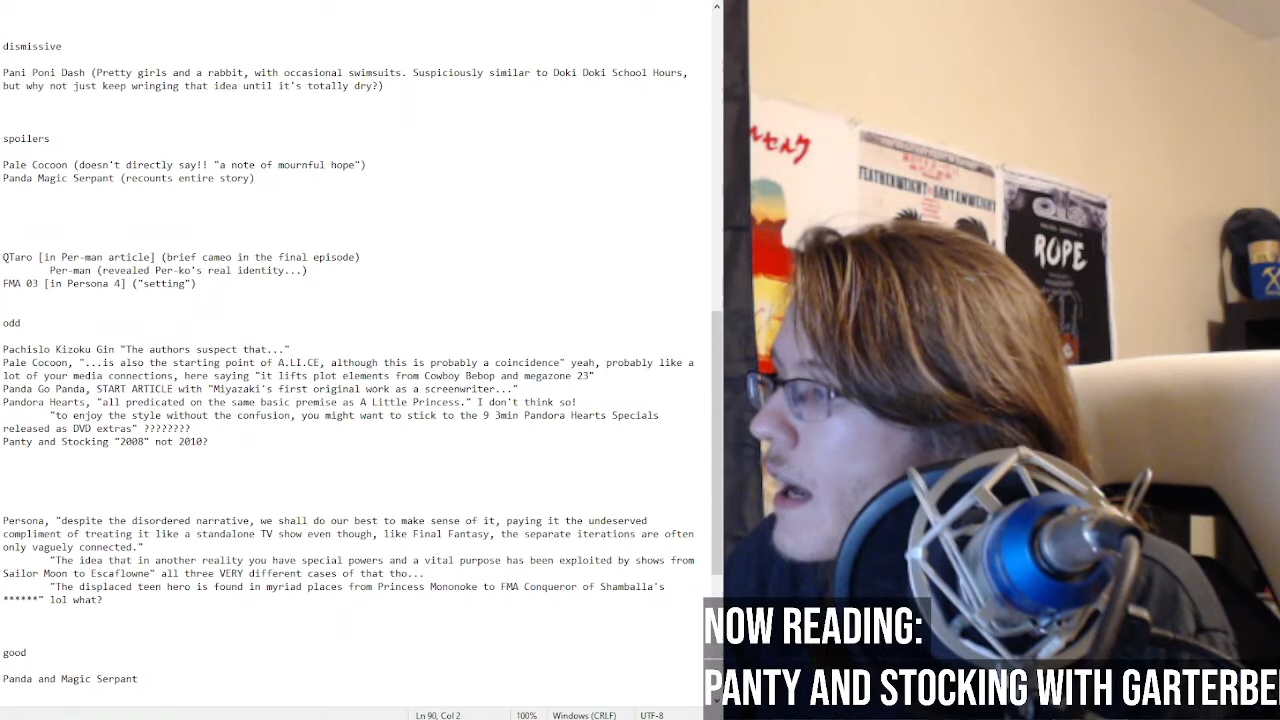 dismissive
Pani Poni Dash (Pretty girls and a rabbit, with occasional swimsuits. Suspiciously similar to Doki Doki School Hours,
but why not just keep wringing that idea until it's totally dry?)
spoilers
Pale Cocoon (doesn't directly say!! "a note of mournful hope")
Panda Magic Serpant (recounts entire story)
QTaro [in Per-man article] (brief cameo in the final episode)
Per-man (revealed Per-ko's real identity...)
FMA 03 [in Persona 4] ("setting")
odd
Pachislo Kizoku Gin "The authors suspect that..."
Pale Cocoon, "...is also the starting point of A.LI.CE, although this is probably a coincidence" yeah, probably like a
lot of your media connections, here saying "it lifts plot elements from Cowboy Bebop and megazone 23"
Panda Go Panda, START ARTICLE with "Miyazaki's first original work as a screenwriter..."
Pandora Hearts, "all predicated on the same basic premise as A Little Princess." I don't think so!
"to enjoy the style without the confusion, you might want to stick to the 9 3min Pandora Hearts Specials
released as DVD extras" ????????
Panty and Stocking "2008" not 2010?
Persona, "despite the disordered narrative, we shall do our best to make sense of it, paying it the undeserved
compliment of treating it like a standalone TV show even though, like Final Fantasy, the separate iterations are often
only vaguely connected."
"The idea that in another reality you have special powers and a vital purpose has been exploited by shows from
Sailor Moon to Escaflowne" all three VERY different cases of that tho...
"The displaced teen hero is found in myriad places from Princess Mononoke to FMA Conqueror of Shamballa's
******" lol what?
good
Panda and Magic Serpant
Ln 90, Col 2 100% Windows (CRLF) UTF-8
ルセルク
FEATHERWEIGHT BANTAMWEIGHT
ROPE
NOW READING:
PANTY AND STOCKING WITH GARTERBE